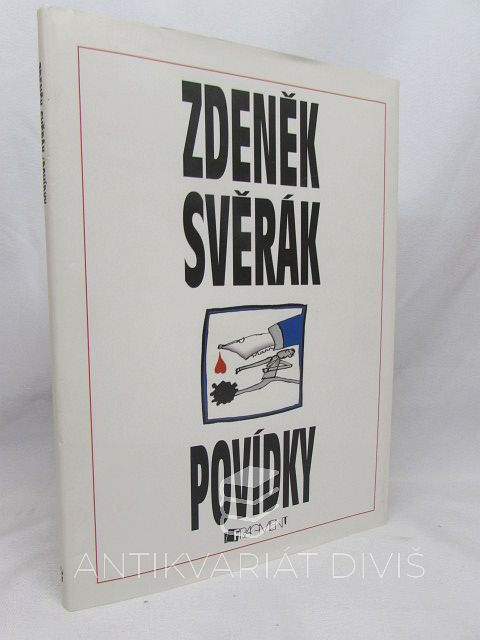 ZDENĚK
SVĚRÁK
POVÍDKY
FRAGMENT
ANTIKVARIÁT DIVIŠ